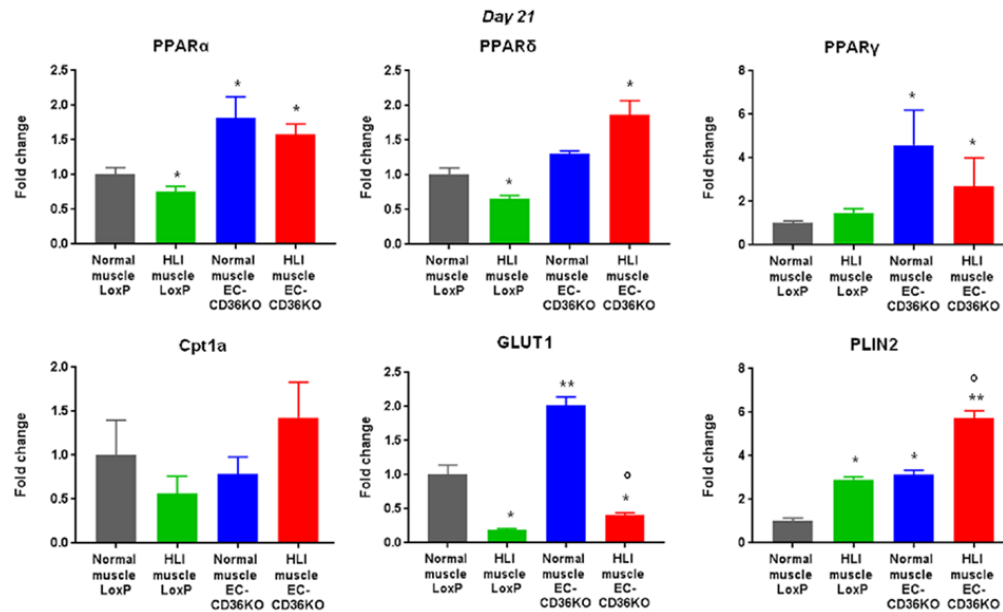 Day 21
PPARα
PPARδ
PPARγ
Fold change
2.5
2.0
1.5
1.0
0.5
0.0
*
*
*
Normal muscle LoxP
HLI muscle LoxP
Normal muscle EC-CD36KO
HLI muscle EC-CD36KO
Fold change
2.5
2.0
1.5
1.0
0.5
0.0
*
*
Normal muscle LoxP
HLI muscle LoxP
Normal muscle EC-CD36KO
HLI muscle EC-CD36KO
Fold change
8
6
4
2
0
*
*
Normal muscle LoxP
HLI muscle LoxP
Normal muscle EC-CD36KO
HLI muscle EC-CD36KO
Cpt1a
GLUT1
PLIN2
Fold change
2.0
1.5
1.0
0.5
0.0
Normal muscle LoxP
HLI muscle LoxP
Normal muscle EC-CD36KO
HLI muscle EC-CD36KO
Fold change
2.5
2.0
1.5
1.0
0.5
0.0
*
**
°
*
Normal muscle LoxP
HLI muscle LoxP
Normal muscle EC-CD36KO
HLI muscle EC-CD36KO
Fold change
8
6
4
2
0
*
*
°
**
Normal muscle LoxP
HLI muscle LoxP
Normal muscle EC-CD36KO
HLI muscle EC-CD36KO